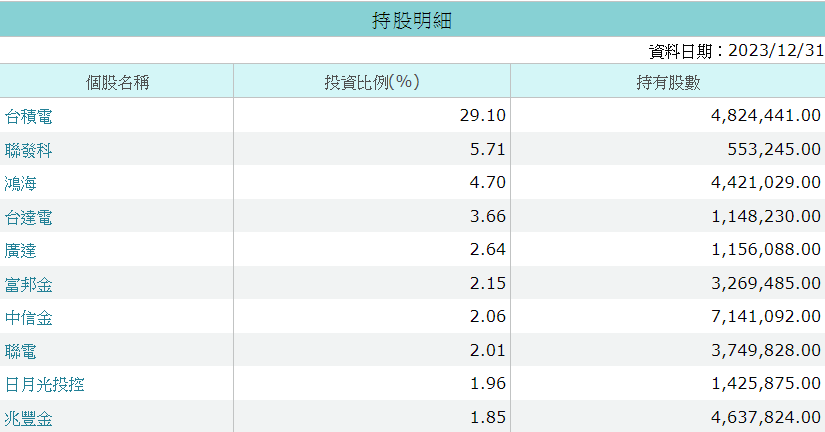 持股明細
資料日期：2023/12/31
個股名稱 投資比例(%) 持有股數
台積電 29.10 4,824,441.00
聯發科 5.71 553,245.00
鴻海 4.70 4,421,029.00
台達電 3.66 1,148,230.00
廣達 2.64 1,156,088.00
富邦金 2.15 3,269,485.00
中信金 2.06 7,141,092.00
聯電 2.01 3,749,828.00
日月光投控 1.96 1,425,875.00
兆豐金 1.85 4,637,824.00